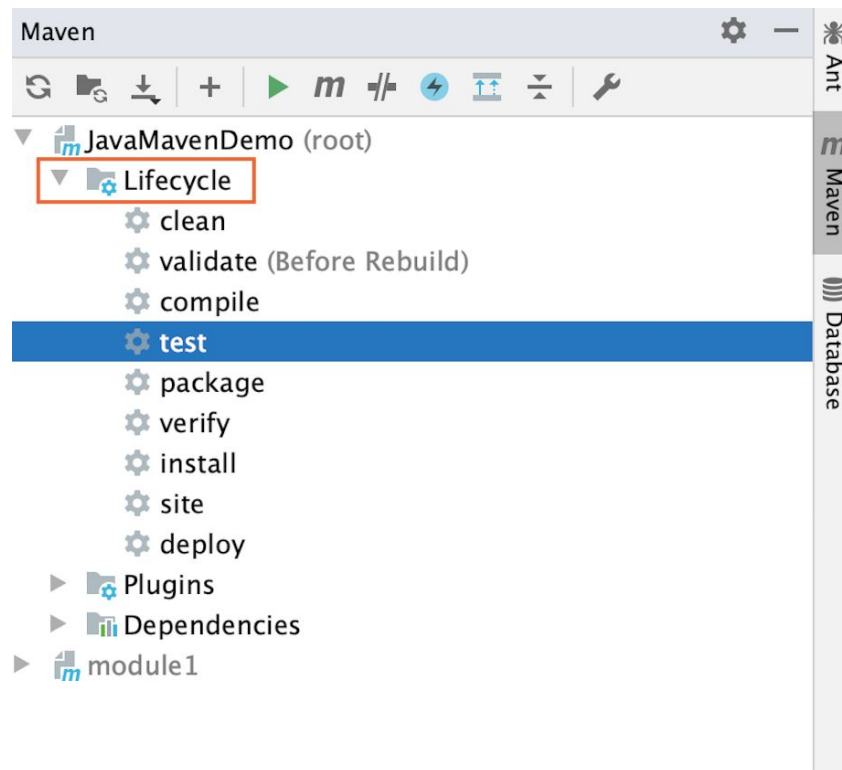 Maven
JavaMavenDemo (root)
Lifecycle
clean
validate (Before Rebuild)
compile
test
package
verify
install
site
deploy
Plugins
Dependencies
module1
Ant
Maven
Database